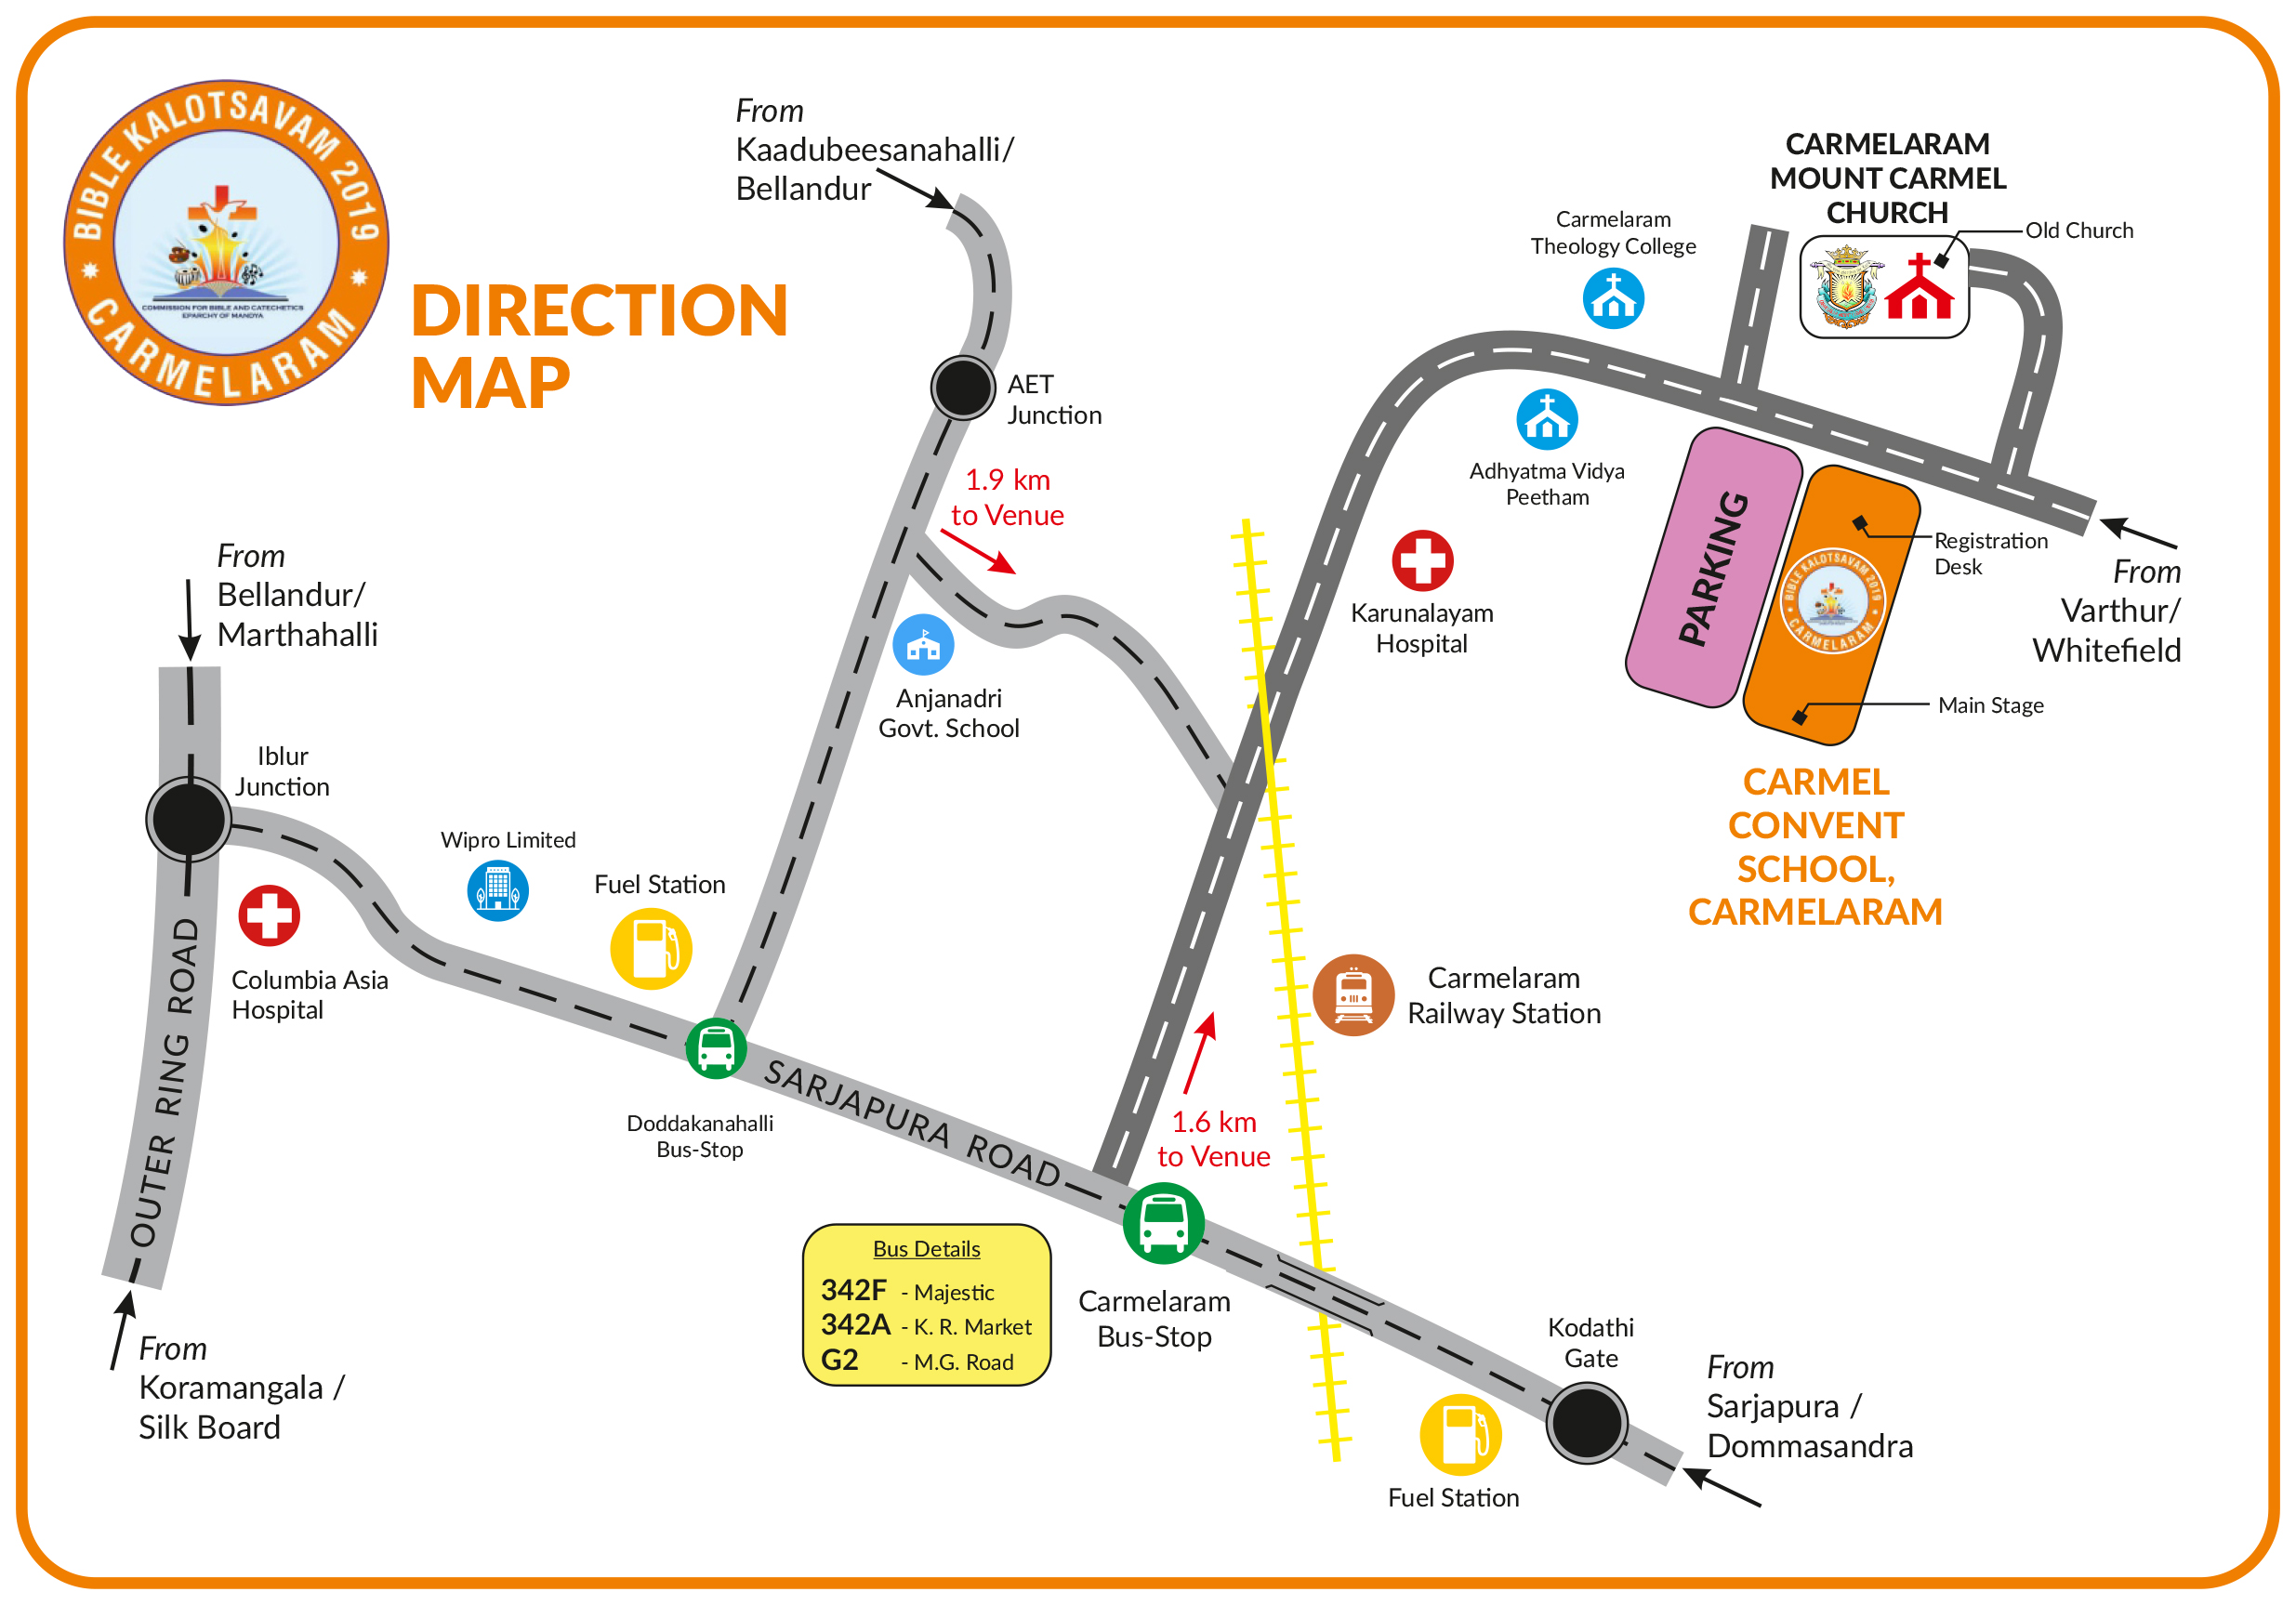 BIBLE KALOTSAVAM 2019
CARMELARAM
COMMISSION FOR BIBLE AND CATECHETICS
EPARCHY OF MANDYA
DIRECTION
MAP
From
Kaadubeesanahalli/
Bellandur
AET
Junction
1.9 km
to Venue
CARMELARAM
MOUNT CARMEL
CHURCH
Old Church
Carmelaram
Theology College
Adhyatma Vidya
Peetham
Karunalayam
Hospital
PARKING
Registration
Desk
BIBLE KALOTSAVAM 2019
CARMELARAM
Main Stage
From
Varthur/
Whitefield
CARMEL
CONVENT
SCHOOL,
CARMELARAM
From
Bellandur/
Marthahalli
Iblur
Junction
Anjanadri
Govt. School
Wipro Limited
Fuel Station
Columbia Asia
Hospital
OUTER RING ROAD
Carmelaram
Railway Station
Doddakanahalli
Bus-Stop
SARJAPURA ROAD
1.6 km
to Venue
Bus Details
342F - Majestic
342A - K. R. Market
G2 - M.G. Road
Carmelaram
Bus-Stop
Kodathi
Gate
From
Koramangala /
Silk Board
From
Sarjapura /
Dommasandra
Fuel Station